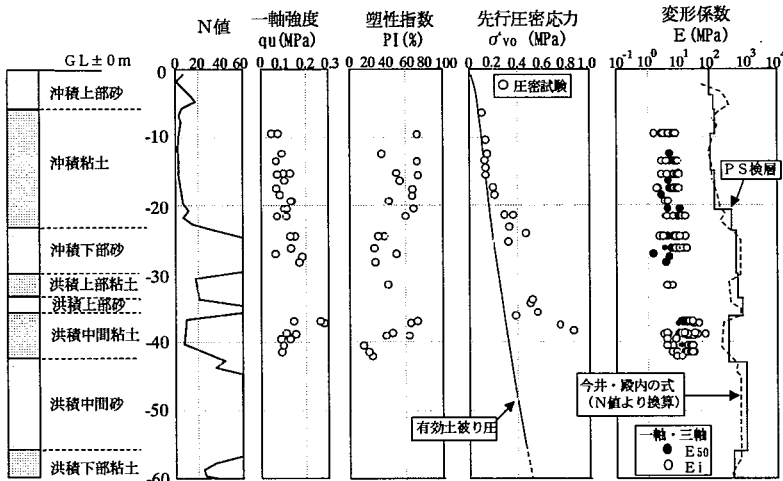 N値
一軸強度
qu(MPa)
塑性指数
PI(%)
先行圧密応力
σ'vo (MPa)
変形係数
E(MPa)
GL±0m
0 20 40 60
0 0.1 0.2 0.3
20 40 60 80 100
0 0.2 0.4 0.6 0.8 1.0
10⁻¹ 10⁰ 10¹ 10² 10³ 10⁴
0
-10
-20
-30
-40
-50
-60
沖積上部砂
沖積粘土
沖積下部砂
洪積上部粘土
洪積上部砂
洪積中間粘土
洪積中間砂
洪積下部粘土
圧密試験
有効土被り圧
PS検層
今井・殿内の式
(N値より換算)
一軸・三軸
E50
Ei